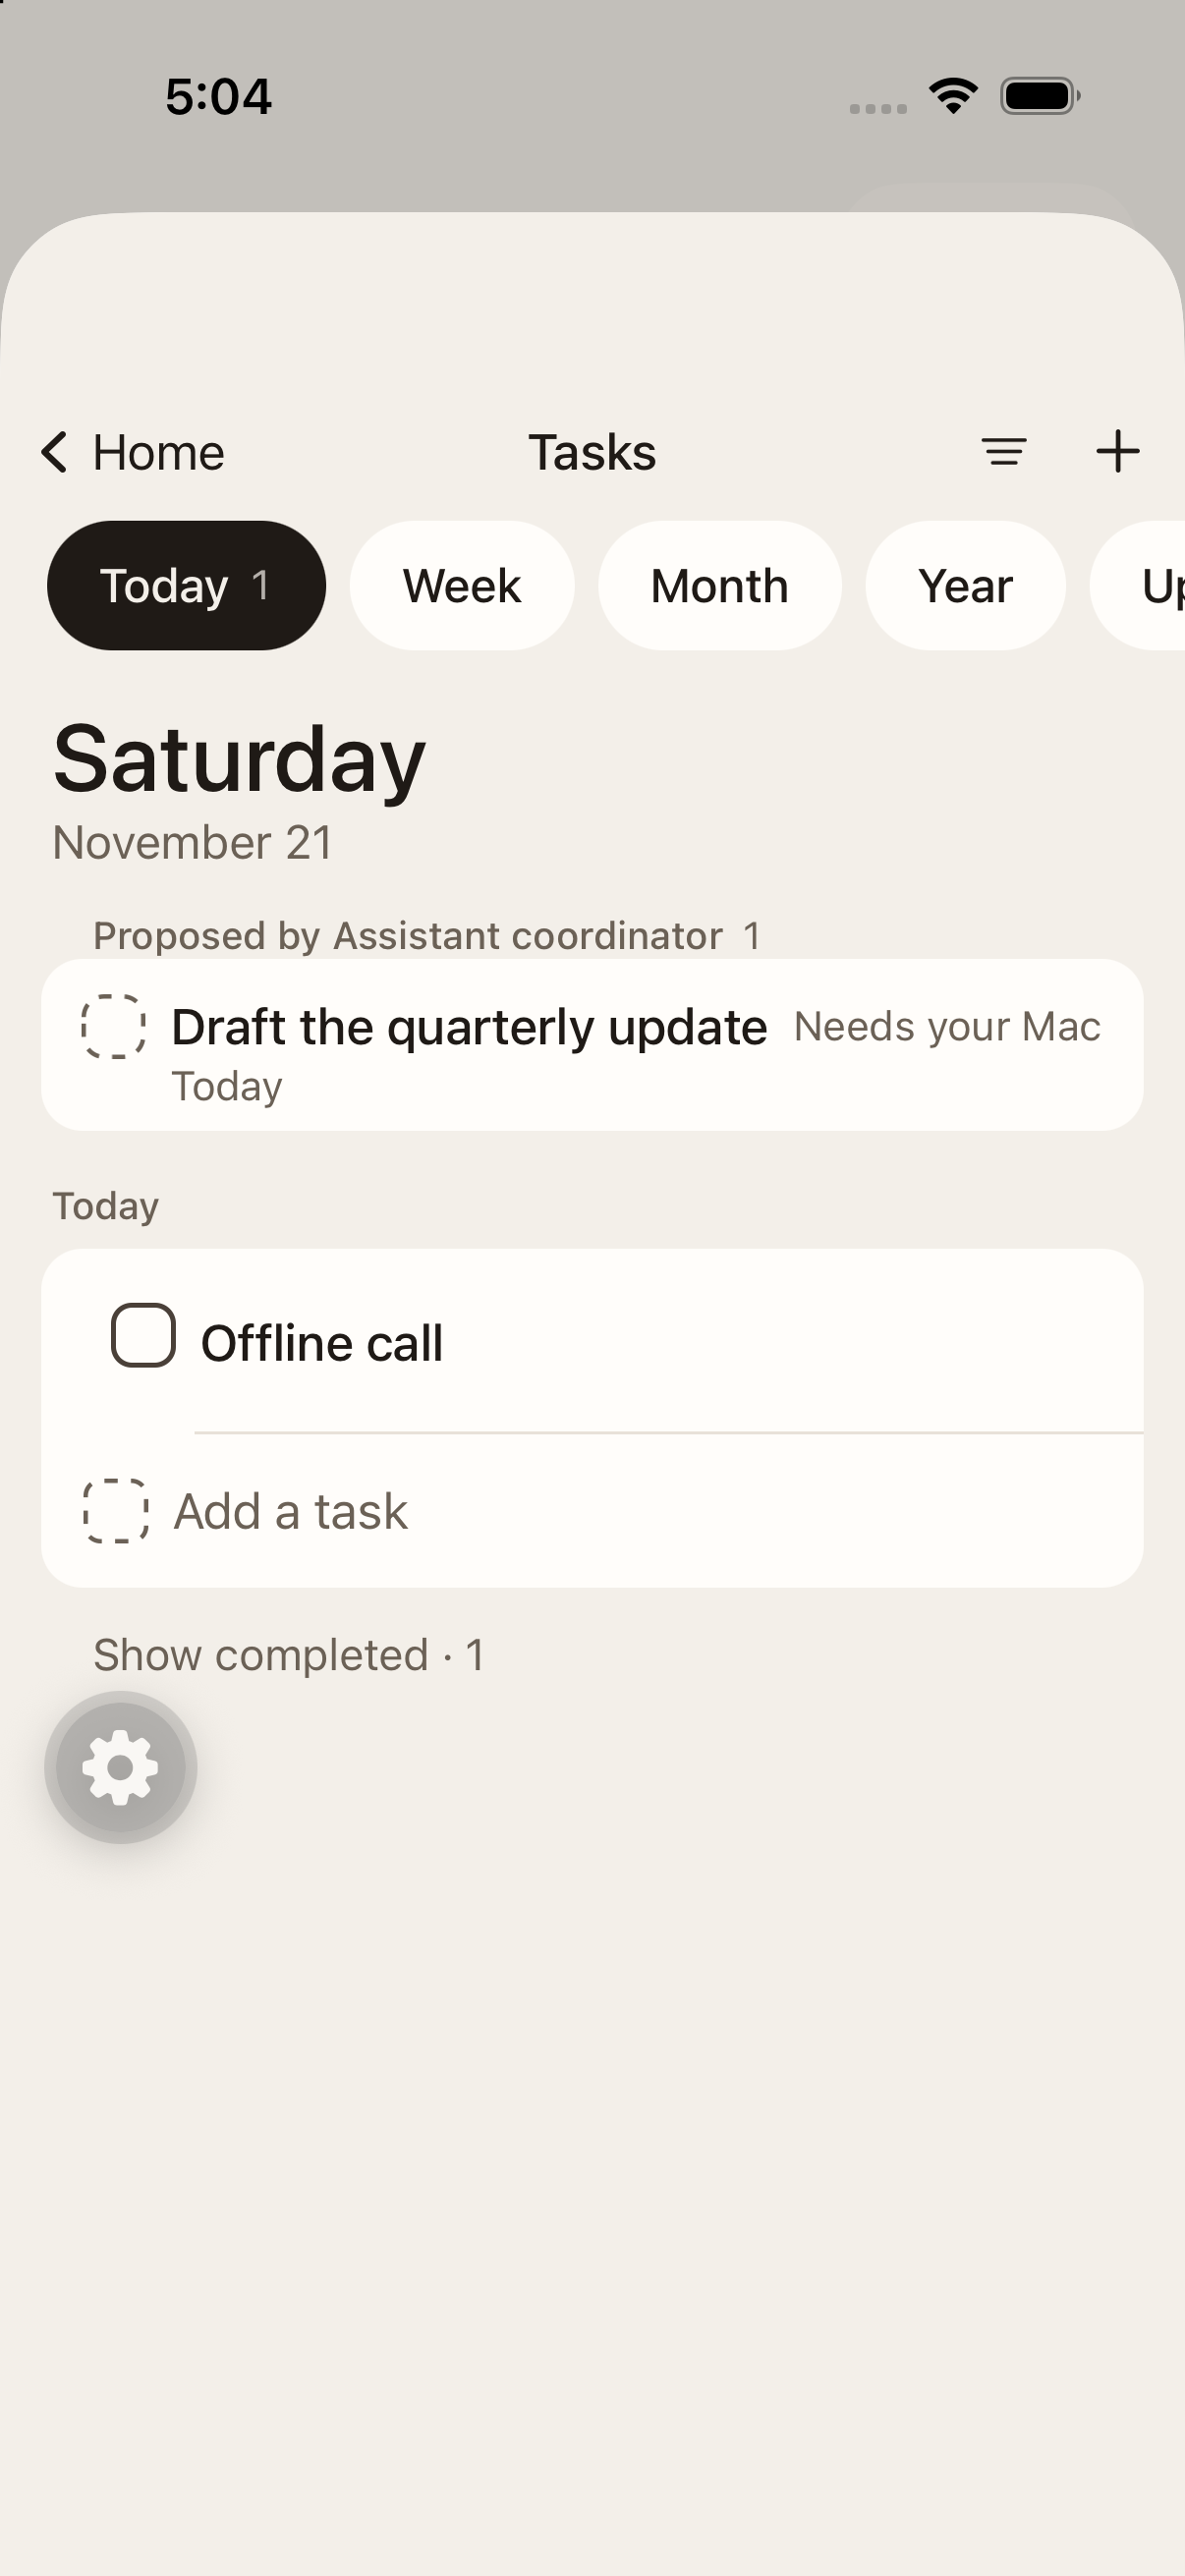 5:04
Home
Tasks
Today 1
Week
Month
Year
Up
Saturday
November 21
Proposed by Assistant coordinator 1
Draft the quarterly update
Needs your Mac
Today
Today
Offline call
Add a task
Show completed · 1